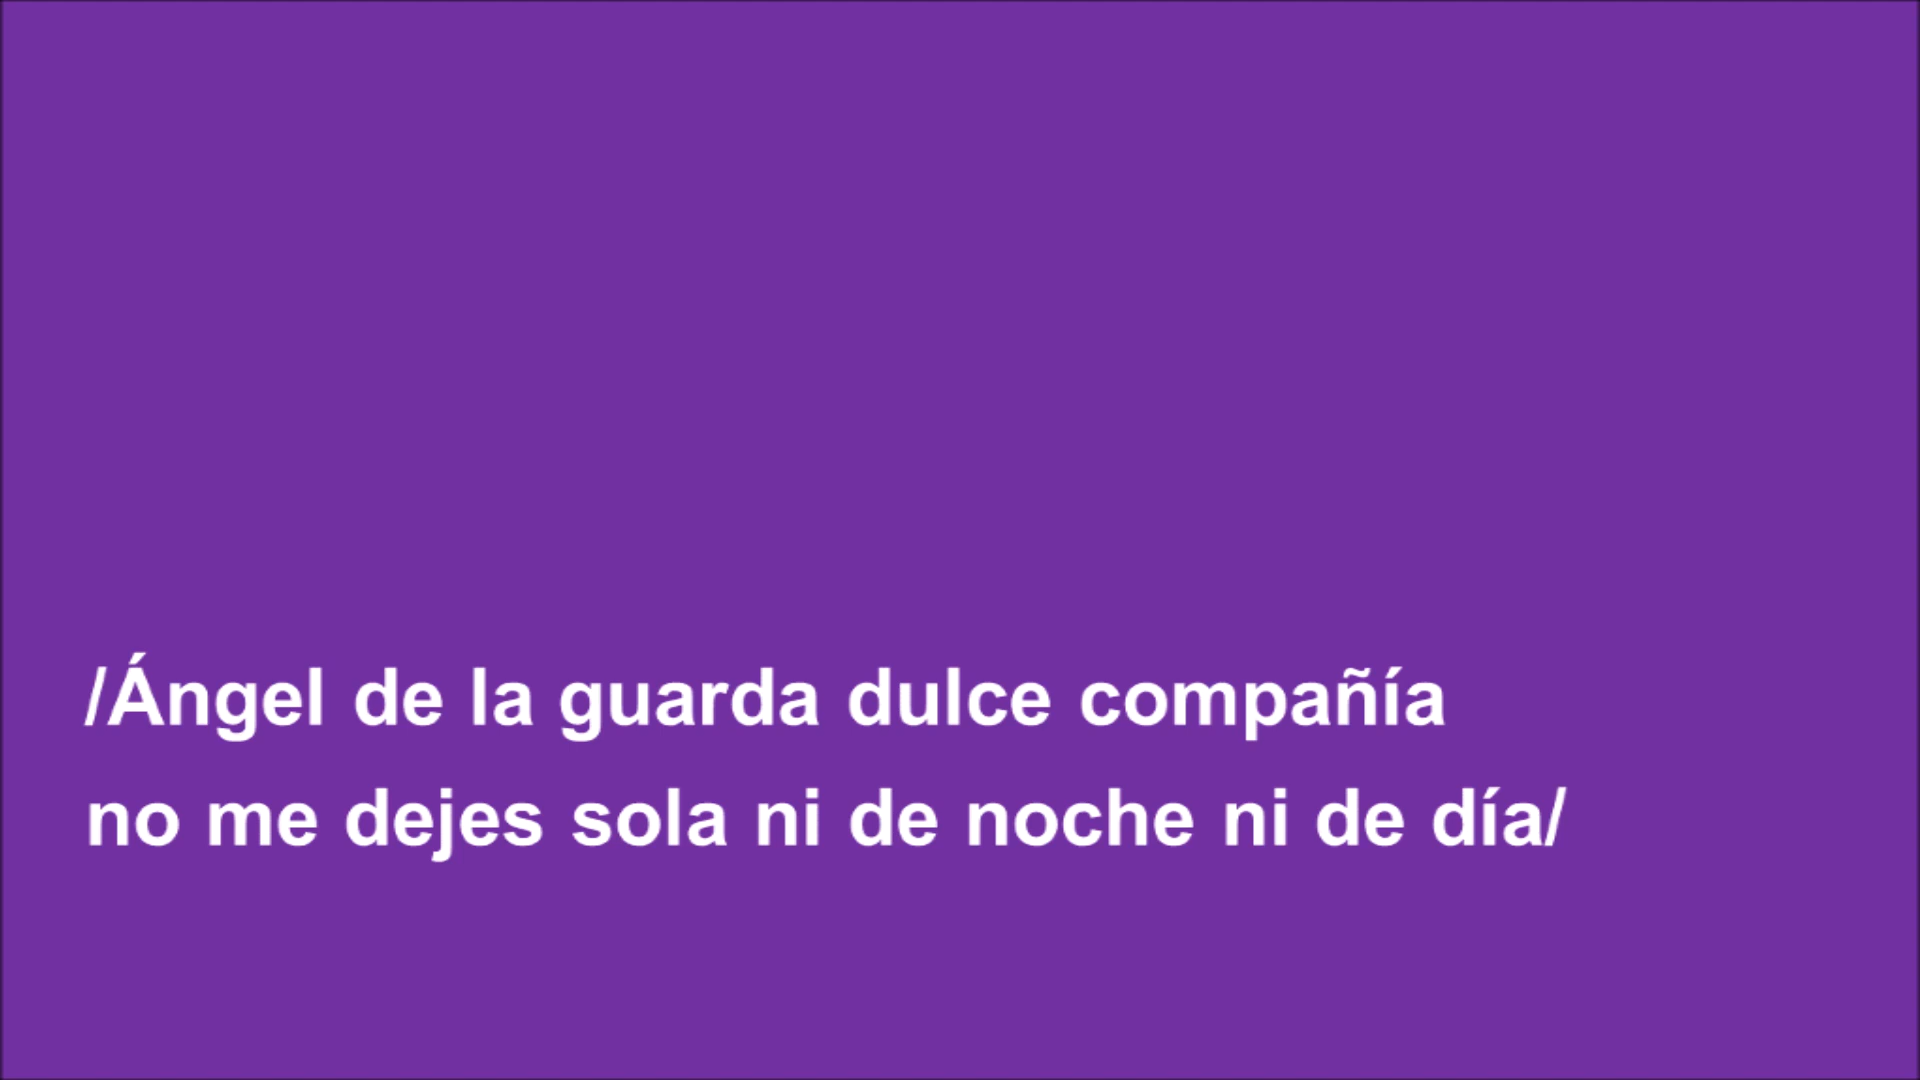 /Ángel de la guarda dulce compañía
no me dejes sola ni de noche ni de día/